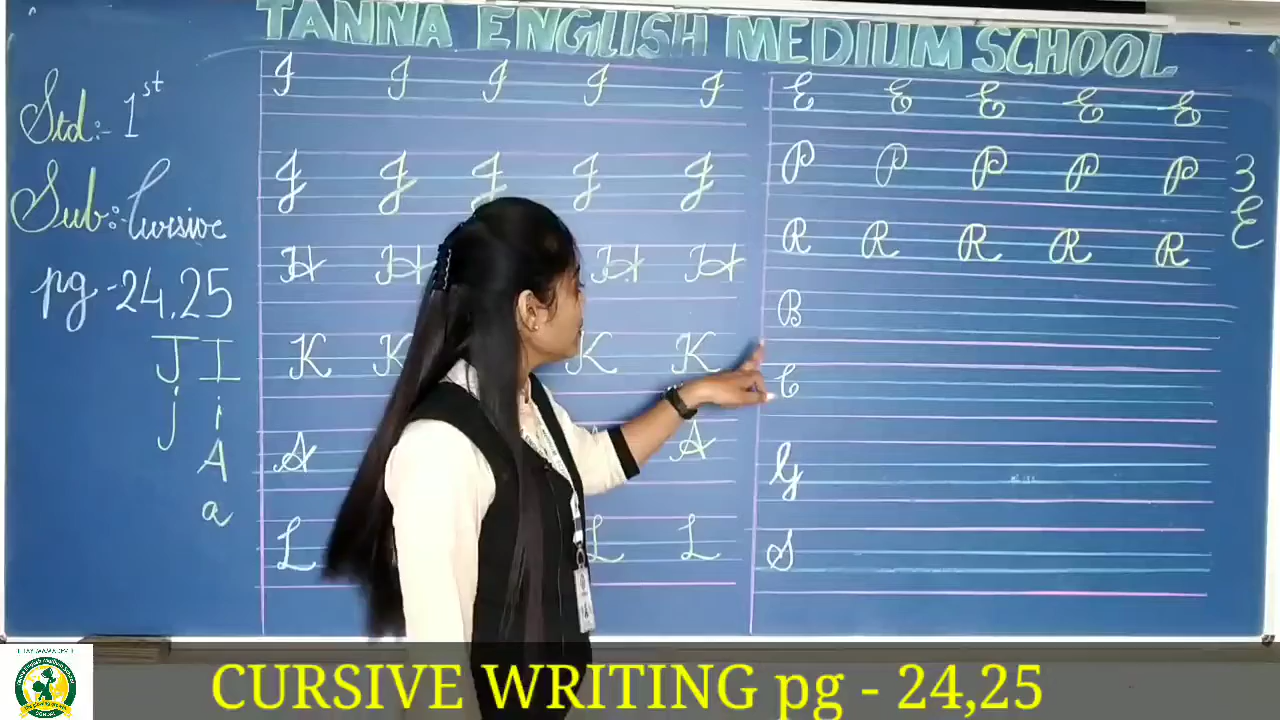 TANNA ENGLISH MEDIUM SCHOOL
Std:- 1st
Sub:- Cursive
pg - 24,25
J I
j i
A
a
I I I I I
J J J J J
H H H H
K K K K
A A
L L L
E E E E E
P P P P P
R R R R R
B
C
G
S
3
E
CURSIVE WRITING pg - 24,25